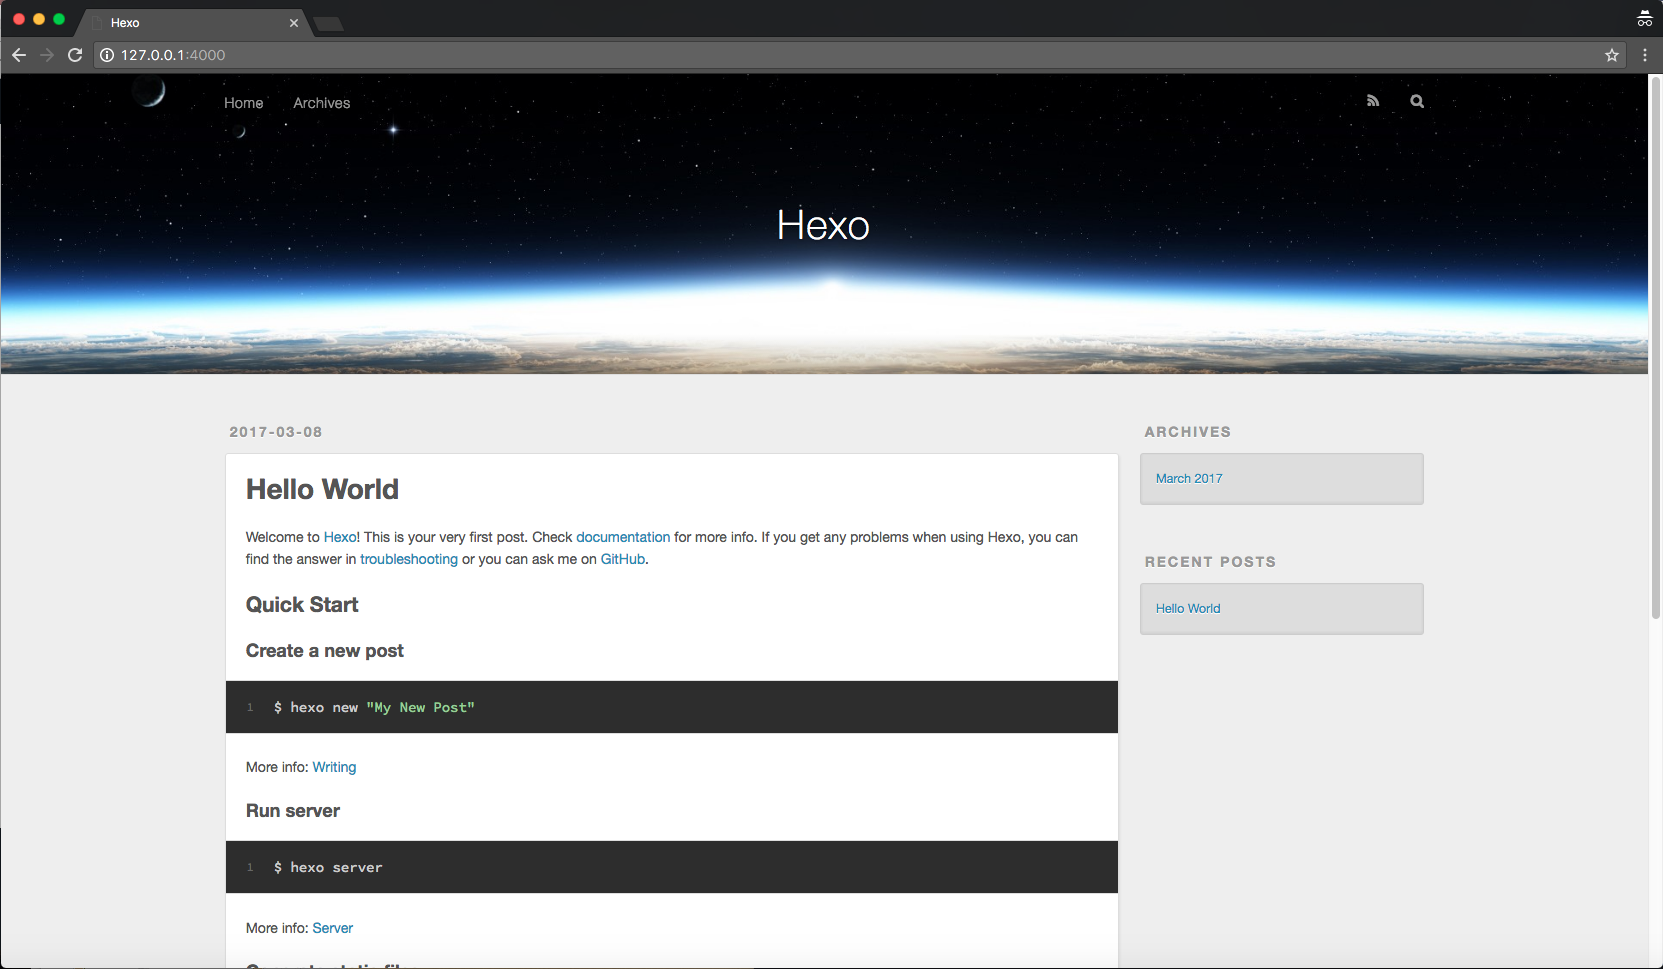 Hexo
127.0.0.1:4000
Home Archives
Hexo
2017-03-08
Hello World
Welcome to Hexo! This is your very first post. Check documentation for more info. If you get any problems when using Hexo, you can
find the answer in troubleshooting or you can ask me on GitHub.
Quick Start
Create a new post
1 $ hexo new "My New Post"
More info: Writing
Run server
1 $ hexo server
More info: Server
ARCHIVES
March 2017
RECENT POSTS
Hello World